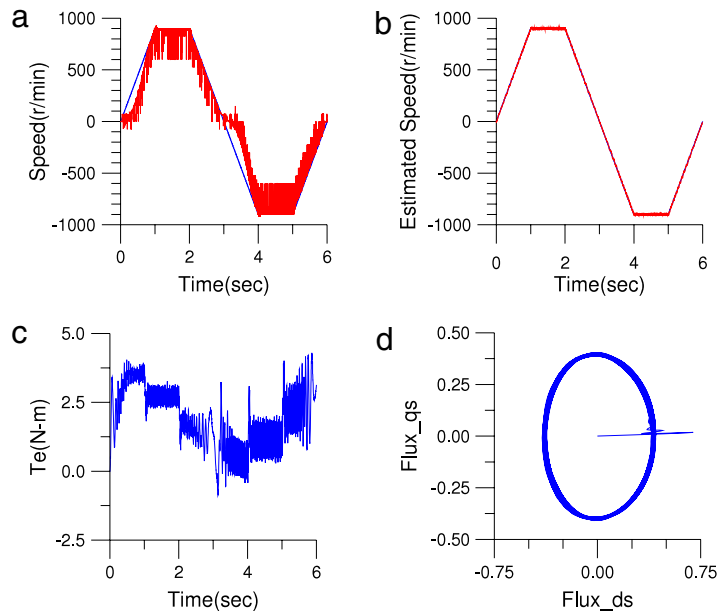 a
1000
500
0
-500
-1000
Speed(r/min)
0 2 4 6
Time(sec)
b
1000
500
0
-500
-1000
Estimated Speed(r/min)
0 2 4 6
Time(sec)
c
5.0
2.5
0.0
-2.5
Te(N-m)
0 2 4 6
Time(sec)
d
0.50
0.25
0.00
-0.25
-0.50
Flux_qs
-0.75 0.00 0.75
Flux_ds